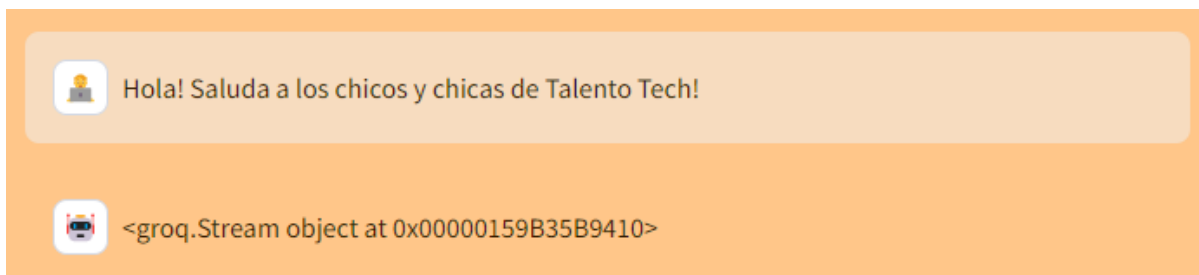 Hola! Saluda a los chicos y chicas de Talento Tech!
<groq.Stream object at 0x00000159B35B9410>